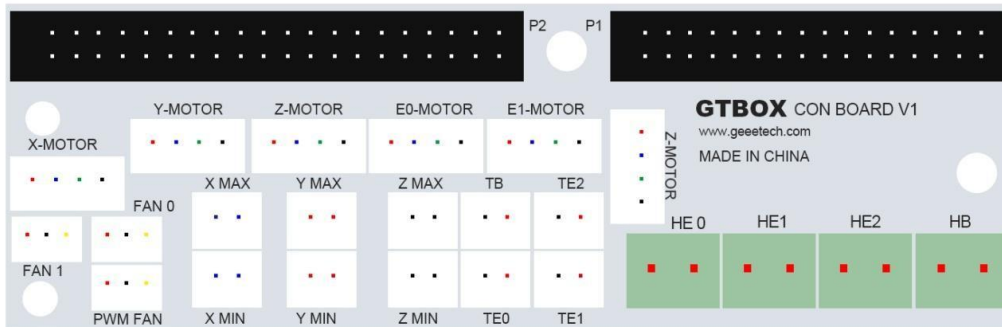 P2 P1
GTBOX CON BOARD V1
www.geeetech.com
MADE IN CHINA
Y-MOTOR Z-MOTOR E0-MOTOR E1-MOTOR
X-MOTOR
Z-MOTOR
X MAX Y MAX Z MAX TB TE2
FAN 0
HE 0 HE1 HE2 HB
FAN 1
PWM FAN X MIN Y MIN Z MIN TE0 TE1